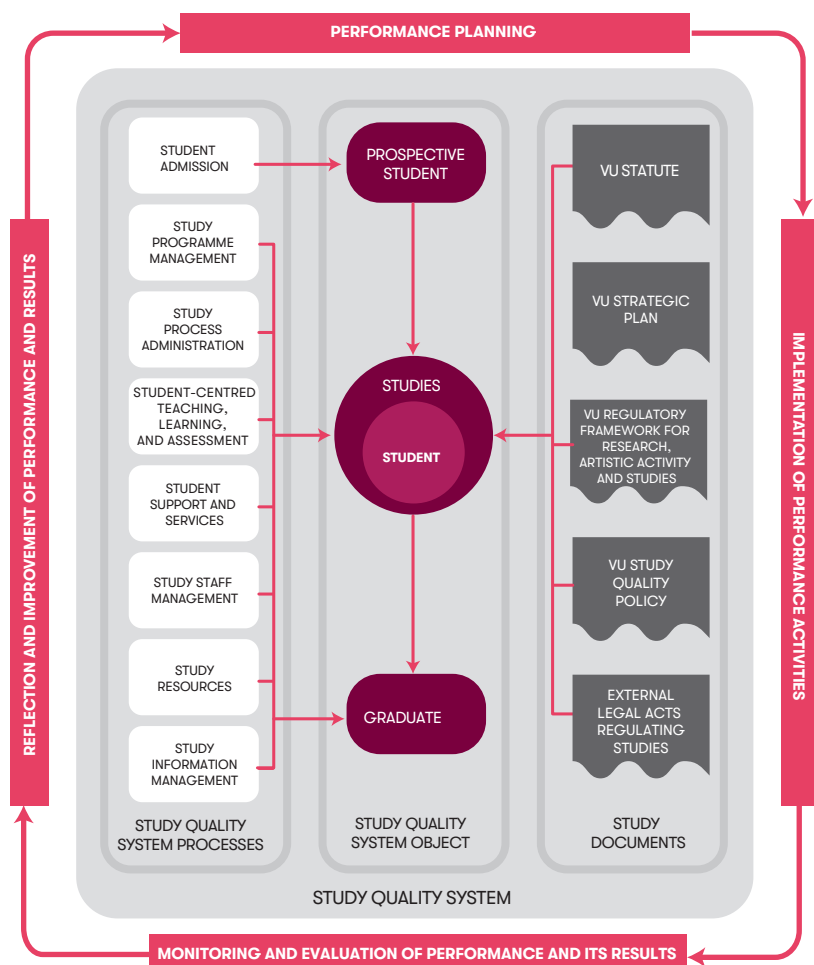 PERFORMANCE PLANNING
REFLECTION AND IMPROVEMENT OF PERFORMANCE AND RESULTS
STUDENT
ADMISSION
STUDY
PROGRAMME
MANAGEMENT
STUDY
PROCESS
ADMINISTRATION
STUDENT-CENTRED
TEACHING,
LEARNING,
AND ASSESSMENT
STUDENT
SUPPORT AND
SERVICES
STUDY STAFF
MANAGEMENT
STUDY
RESOURCES
STUDY
INFORMATION
MANAGEMENT
STUDY QUALITY
SYSTEM PROCESSES
PROSPECTIVE
STUDENT
STUDIES
STUDENT
GRADUATE
STUDY QUALITY
SYSTEM OBJECT
VU STATUTE
VU STRATEGIC
PLAN
VU REGULATORY
FRAMEWORK FOR
RESEARCH,
ARTISTIC ACTIVITY
AND STUDIES
VU STUDY
QUALITY
POLICY
EXTERNAL
LEGAL ACTS
REGULATING
STUDIES
STUDY
DOCUMENTS
IMPLEMENTATION OF PERFORMANCE ACTIVITIES
STUDY QUALITY SYSTEM
MONITORING AND EVALUATION OF PERFORMANCE AND ITS RESULTS